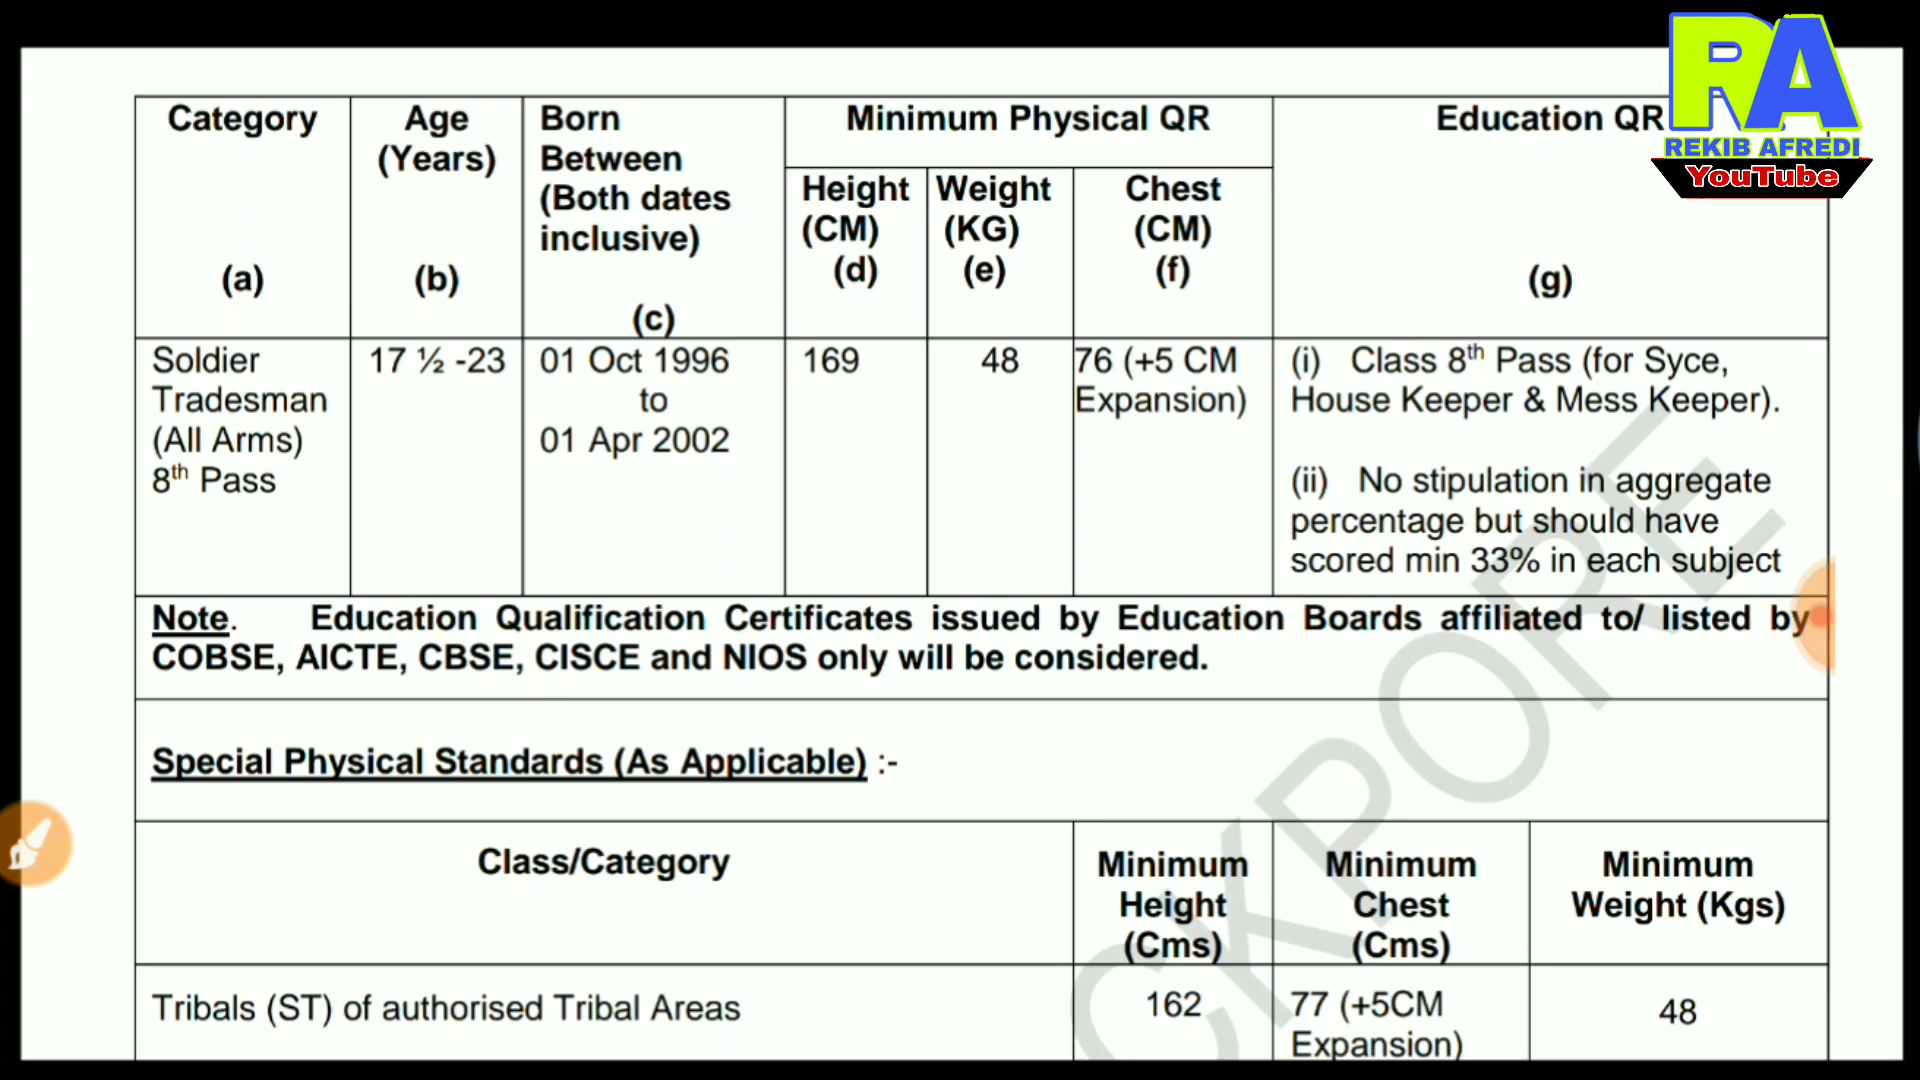 Category
(a)
Age
(Years)
(b)
Born
Between
(Both dates
inclusive)
(c)
Minimum Physical QR
Height
(CM)
(d)
Weight
(KG)
(e)
Chest
(CM)
(f)
Education QR
(g)
RA
REKIB AFREDI
YouTube
Soldier
Tradesman
(All Arms)
8th Pass
17 ½ -23
01 Oct 1996
to
01 Apr 2002
169
48
76 (+5 CM
Expansion)
(i) Class 8th Pass (for Syce,
House Keeper & Mess Keeper).
(ii) No stipulation in aggregate
percentage but should have
scored min 33% in each subject
Note. Education Qualification Certificates issued by Education Boards affiliated to/ listed by
COBSE, AICTE, CBSE, CISCE and NIOS only will be considered.
Special Physical Standards (As Applicable) :-
Class/Category
Minimum
Height
(Cms)
Minimum
Chest
(Cms)
Minimum
Weight (Kgs)
Tribals (ST) of authorised Tribal Areas
162
77 (+5CM
Expansion)
48
CKPORE